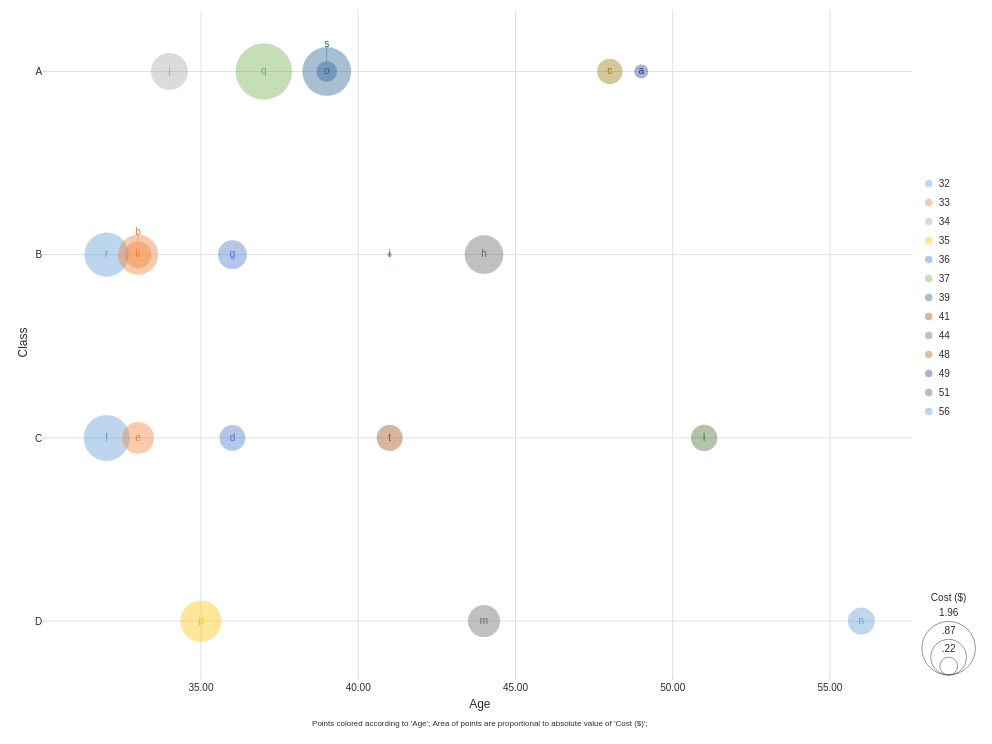 s
A
j
q
o
c
a
b
B
r
k
g
i
h
C
f
e
d
t
l
D
p
m
n
Class
35.00
40.00
45.00
50.00
55.00
Age
32
33
34
35
36
37
39
41
44
48
49
51
56
Cost ($)
1.96
.87
.22
Points colored according to 'Age'; Area of points are proportional to absolute value of 'Cost ($)';